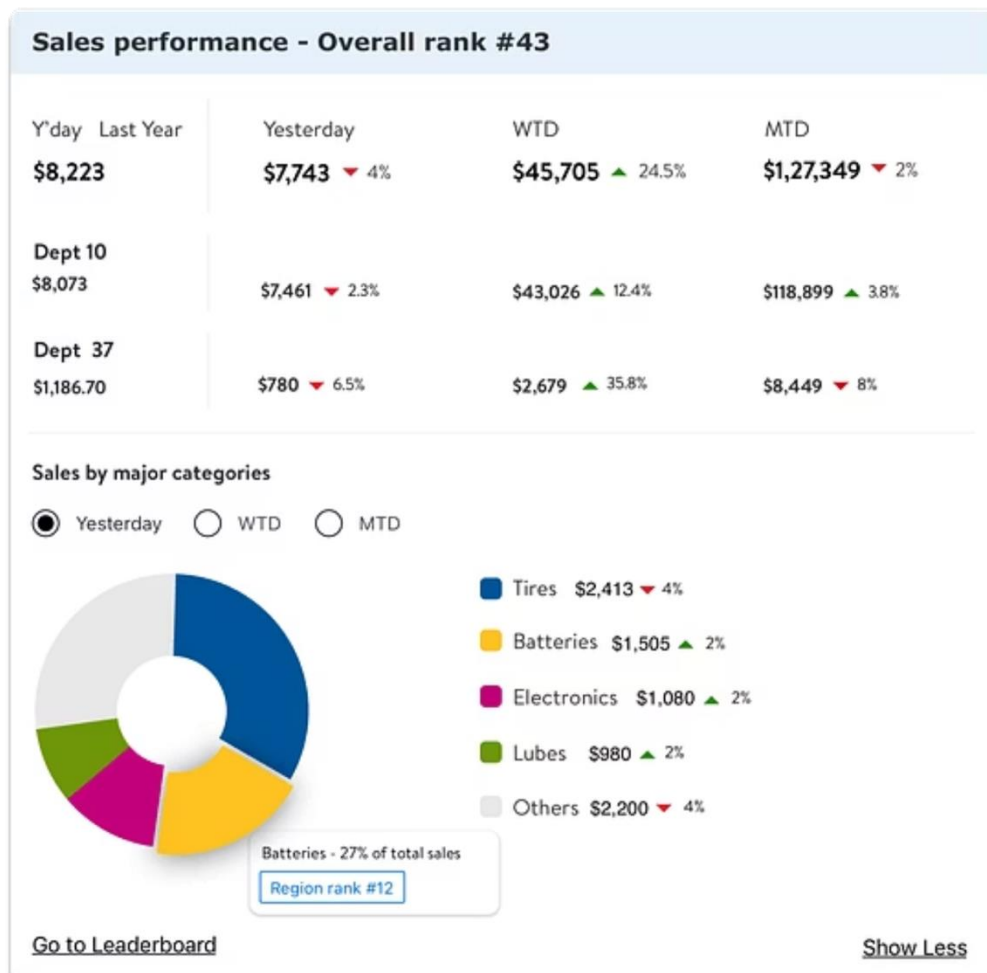 Sales performance - Overall rank #43
Y'day Last Year Yesterday WTD MTD
$8,223 $7,743 4% $45,705 24.5% $1,27,349 2%
Dept 10
$8,073 $7,461 2.3% $43,026 12.4% $118,899 3.8%
Dept 37
$1,186.70 $780 6.5% $2,679 35.8% $8,449 8%
Sales by major categories
Yesterday WTD MTD
Tires $2,413 4%
Batteries $1,505 2%
Electronics $1,080 2%
Lubes $980 2%
Others $2,200 4%
Batteries - 27% of total sales
Region rank #12
Go to Leaderboard Show Less